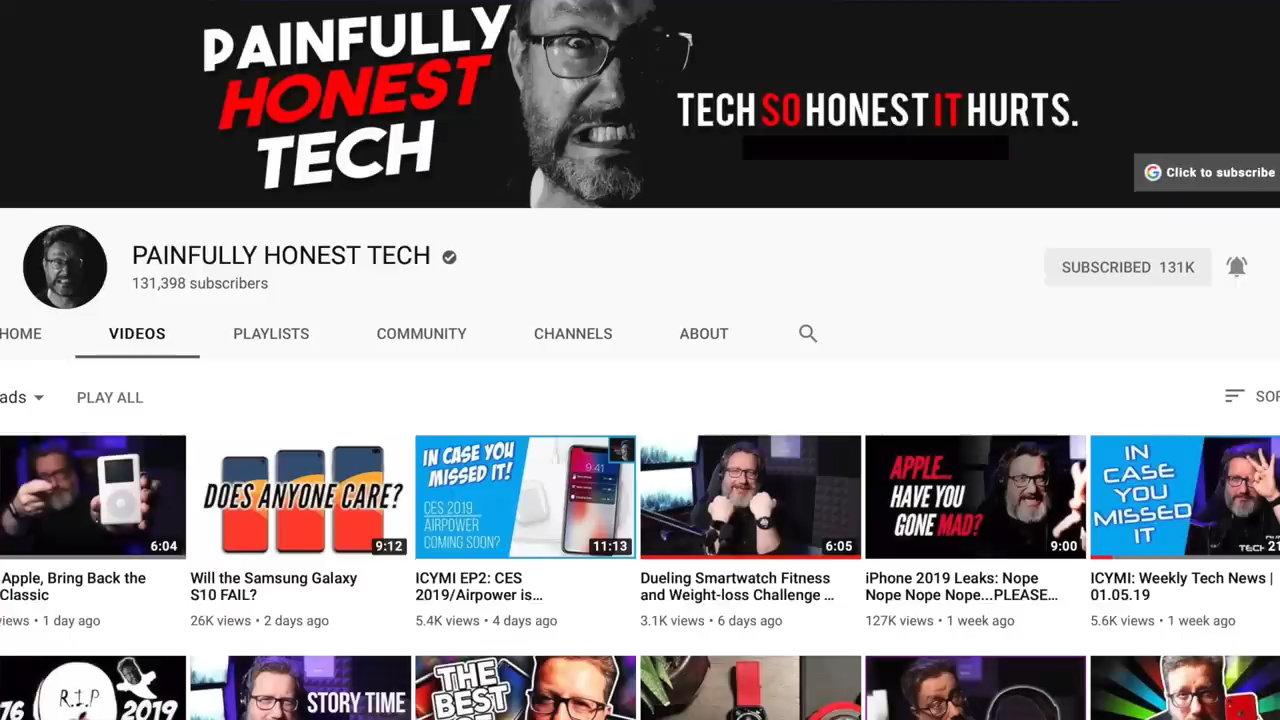 PAINFULLY
HONEST
TECH
TECH SO HONEST IT HURTS.
Click to subscribe
PAINFULLY HONEST TECH
131,398 subscribers
SUBSCRIBED 131K
HOME VIDEOS PLAYLISTS COMMUNITY CHANNELS ABOUT
ads PLAY ALL
6:04
DOES ANYONE CARE?
9:12
IN CASE YOU
MISSED IT!
CES 2019
AIRPOWER
COMING SOON?
9:41
11:13
6:05
APPLE...
HAVE YOU
GONE MAD?
9:00
IN
CASE
YOU
MISSED
IT
TECH
21
Apple, Bring Back the
Classic
iews • 1 day ago
Will the Samsung Galaxy
S10 FAIL?
26K views • 2 days ago
ICYMI EP2: CES
2019/Airpower is...
5.4K views • 4 days ago
Dueling Smartwatch Fitness
and Weight-loss Challenge ...
3.1K views • 6 days ago
iPhone 2019 Leaks: Nope
Nope Nope Nope...PLEASE...
127K views • 1 week ago
ICYMI: Weekly Tech News |
01.05.19
5.6K views • 1 week ago
R.I.P
76 2019
STORY TIME
THE
BEST